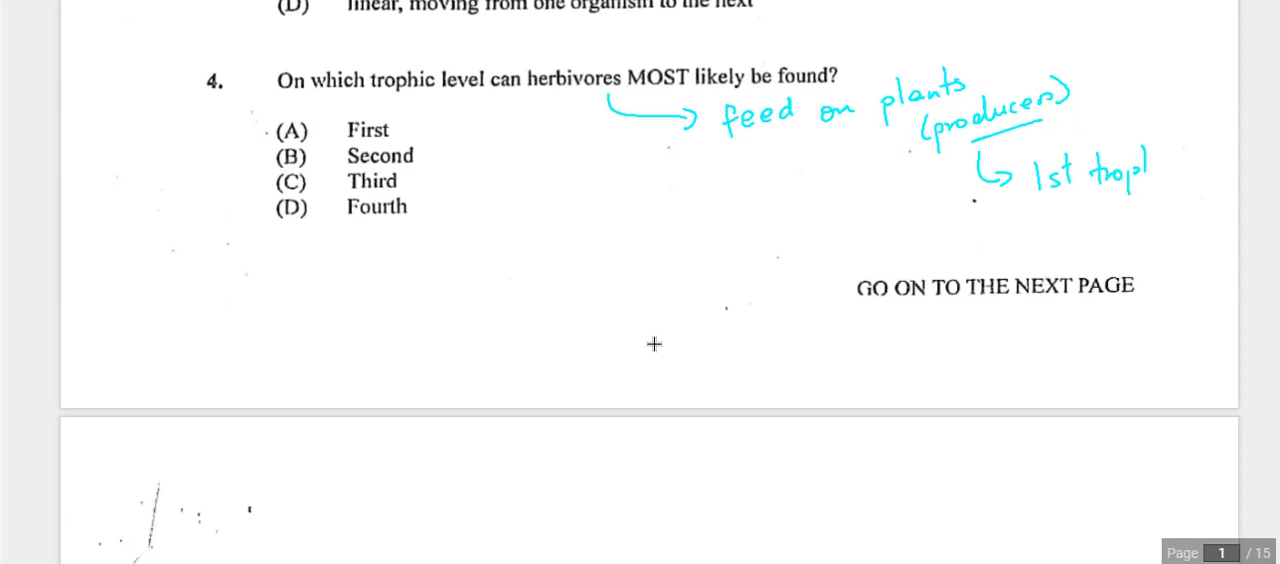 (D) linear, moving from one organism to the next
4. On which trophic level can herbivores MOST likely be found?
feed on plants
(producers)
1st troph
(A) First
(B) Second
(C) Third
(D) Fourth
GO ON TO THE NEXT PAGE
Page 1 / 15